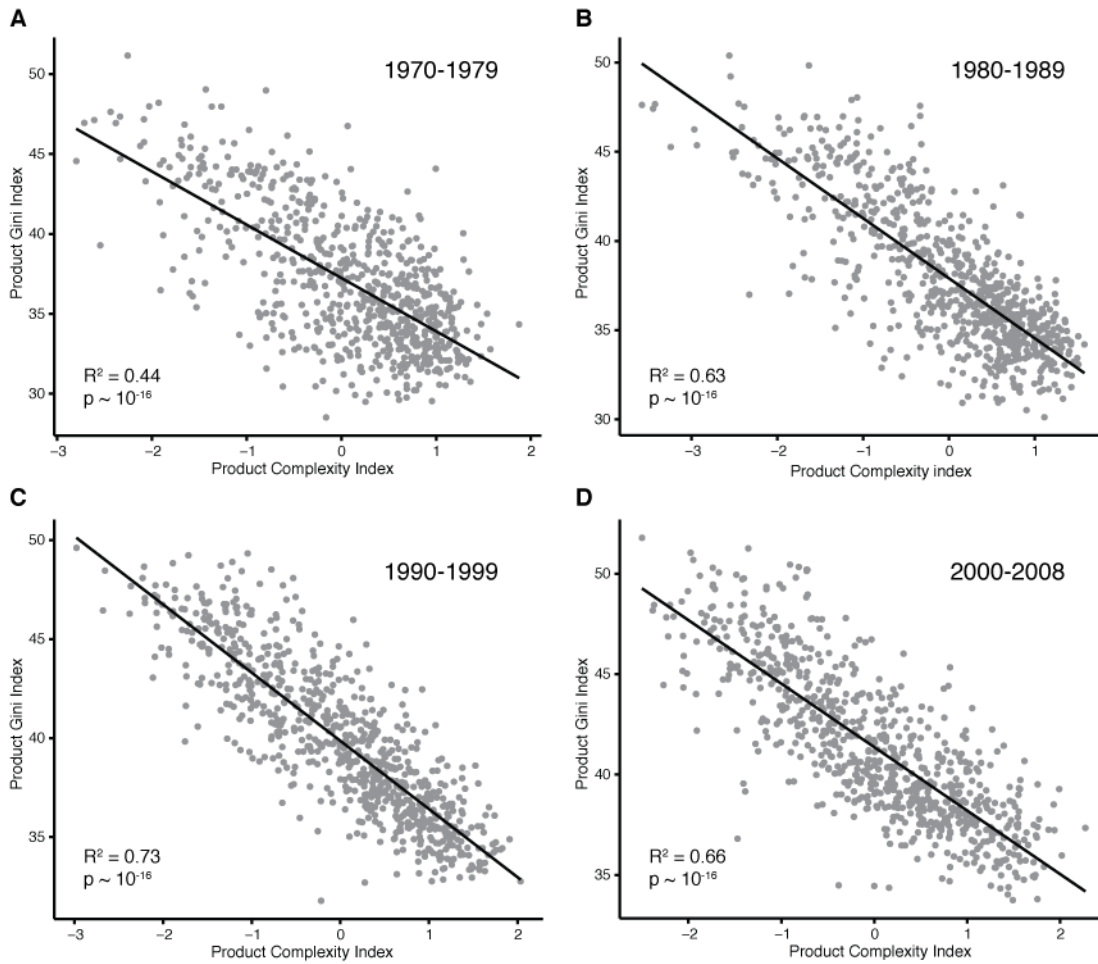 A
1970-1979
Product Gini Index
50
45
40
35
30
R² = 0.44
p ~ 10⁻¹⁶
−3 −2 −1 0 1 2
Product Complexity Index
B
1980-1989
Product Gini Index
50
45
40
35
30
R² = 0.63
p ~ 10⁻¹⁶
−3 −2 −1 0 1
Product Complexity index
C
1990-1999
Product Gini Index
50
45
40
35
R² = 0.73
p ~ 10⁻¹⁶
−3 −2 −1 0 1 2
Product Complexity Index
D
2000-2008
Product Gini Index
50
45
40
35
R² = 0.66
p ~ 10⁻¹⁶
−2 −1 0 1 2
Product Complexity Index